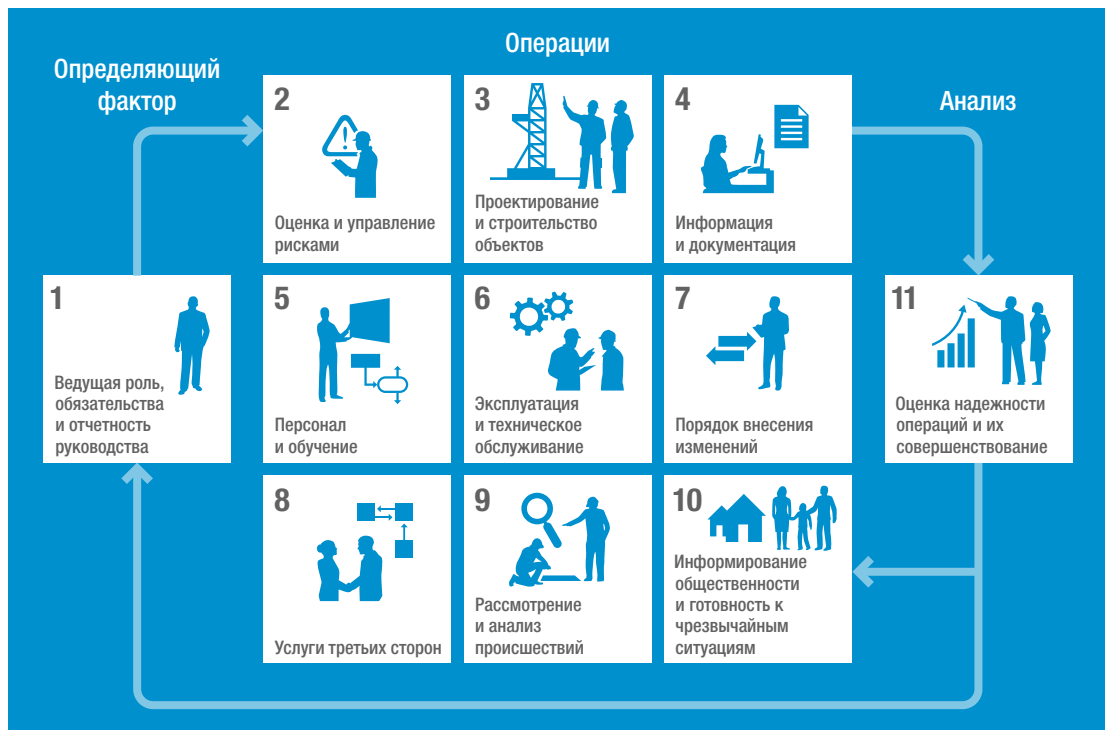 Операции
Определяющий
фактор
Анализ
2
Оценка и управление
рисками
3
Проектирование
и строительство
объектов
4
Информация
и документация
1
Ведущая роль,
обязательства
и отчетность
руководства
5
Персонал
и обучение
6
Эксплуатация
и техническое
обслуживание
7
Порядок внесения
изменений
11
Оценка надежности
операций и их
совершенствование
8
Услуги третьих сторон
9
Рассмотрение
и анализ
происшествий
10
Информирование
общественности
и готовность к
чрезвычайным
ситуациям